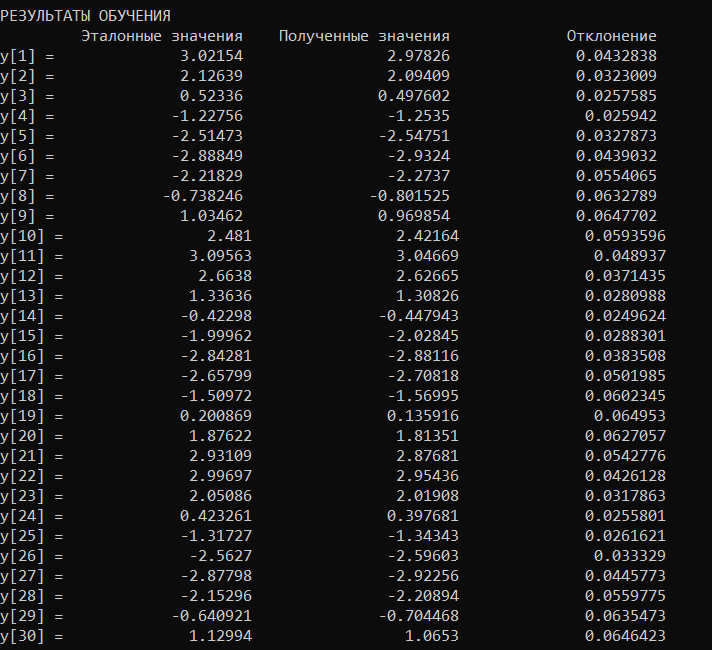 РЕЗУЛЬТАТЫ ОБУЧЕНИЯ
Эталонные значения Полученные значения Отклонение
y[1] = 3.02154 2.97826 0.0432838
y[2] = 2.12639 2.09409 0.0323009
y[3] = 0.52336 0.497602 0.0257585
y[4] = -1.22756 -1.2535 0.025942
y[5] = -2.51473 -2.54751 0.0327873
y[6] = -2.88849 -2.9324 0.0439032
y[7] = -2.21829 -2.2737 0.0554065
y[8] = -0.738246 -0.801525 0.0632789
y[9] = 1.03462 0.969854 0.0647702
y[10] = 2.481 2.42164 0.0593596
y[11] = 3.09563 3.04669 0.048937
y[12] = 2.6638 2.62665 0.0371435
y[13] = 1.33636 1.30826 0.0280988
y[14] = -0.42298 -0.447943 0.0249624
y[15] = -1.99962 -2.02845 0.0288301
y[16] = -2.84281 -2.88116 0.0383508
y[17] = -2.65799 -2.70818 0.0501985
y[18] = -1.50972 -1.56995 0.0602345
y[19] = 0.200869 0.135916 0.064953
y[20] = 1.87622 1.81351 0.0627057
y[21] = 2.93109 2.87681 0.0542776
y[22] = 2.99697 2.95436 0.0426128
y[23] = 2.05086 2.01908 0.0317863
y[24] = 0.423261 0.397681 0.0255801
y[25] = -1.31727 -1.34343 0.0261621
y[26] = -2.5627 -2.59603 0.033329
y[27] = -2.87798 -2.92256 0.0445773
y[28] = -2.15296 -2.20894 0.0559775
y[29] = -0.640921 -0.704468 0.0635473
y[30] = 1.12994 1.0653 0.0646423